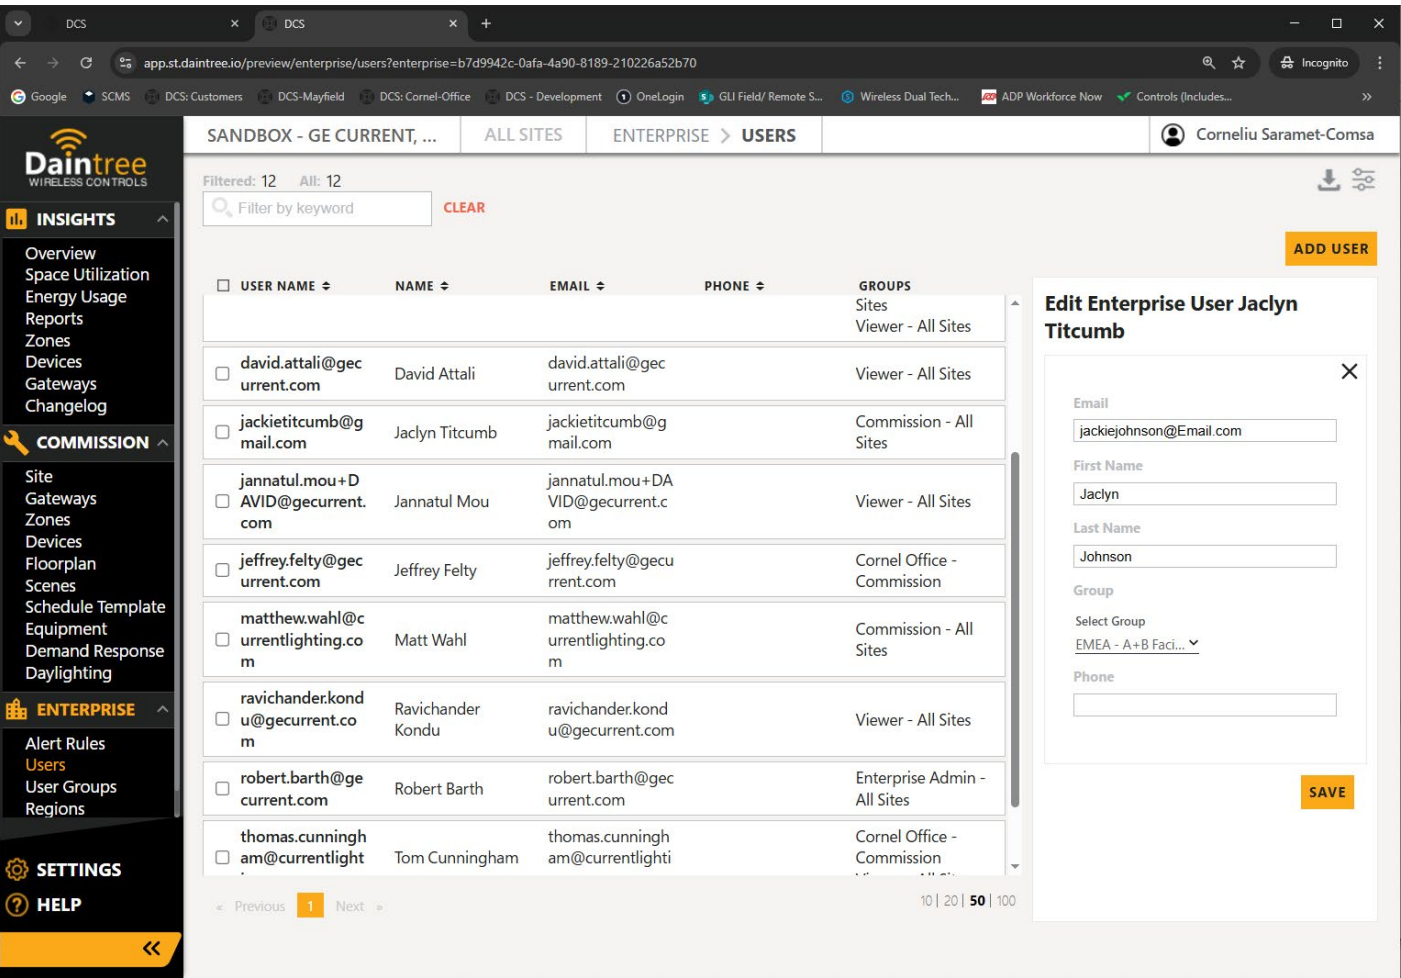 DCS
DCS
app.st.daintree.io/preview/enterprise/users?enterprise=b7d9942c-0afa-4a90-8189-210226a52b70
Incognito
Google
SCMS
DCS: Customers
DCS-Mayfield
DCS: Cornel-Office
DCS - Development
OneLogin
GLI Field/ Remote S...
Wireless Dual Tech...
ADP Workforce Now
Controls (Includes...
Daintree
WIRELESS CONTROLS
SANDBOX - GE CURRENT, ...
ALL SITES
ENTERPRISE > USERS
Corneliu Saramet-Comsa
INSIGHTS
Overview
Space Utilization
Energy Usage
Reports
Zones
Devices
Gateways
Changelog
COMMISSION
Site
Gateways
Zones
Devices
Floorplan
Scenes
Schedule Template
Equipment
Demand Response
Daylighting
ENTERPRISE
Alert Rules
Users
User Groups
Regions
SETTINGS
HELP
Filtered: 12 All: 12
Filter by keyword
CLEAR
ADD USER
USER NAME NAME EMAIL PHONE GROUPS
Sites
Viewer - All Sites
david.attali@gec
urrent.com
David Attali
david.attali@gec
urrent.com
Viewer - All Sites
jackietitcumb@g
mail.com
Jaclyn Titcumb
jackietitcumb@g
mail.com
Commission - All
Sites
jannatul.mou+D
AVID@gecurrent.
com
Jannatul Mou
jannatul.mou+DA
VID@gecurrent.c
om
Viewer - All Sites
jeffrey.felty@gec
urrent.com
Jeffrey Felty
jeffrey.felty@gecu
rrent.com
Cornel Office -
Commission
matthew.wahl@c
urrentlighting.co
m
Matt Wahl
matthew.wahl@c
urrentlighting.co
m
Commission - All
Sites
ravichander.kond
u@gecurrent.co
m
Ravichander
Kondu
ravichander.kond
u@gecurrent.com
Viewer - All Sites
robert.barth@ge
current.com
Robert Barth
robert.barth@gec
urrent.com
Enterprise Admin -
All Sites
thomas.cunningh
am@currentlight
Tom Cunningham
thomas.cunningh
am@currentlighti
Cornel Office -
Commission
« Previous 1 Next »
10 | 20 | 50 | 100
Edit Enterprise User Jaclyn
Titcumb
Email
jackiejohnson@Email.com
First Name
Jaclyn
Last Name
Johnson
Group
Select Group
EMEA - A+B Faci...
Phone
SAVE